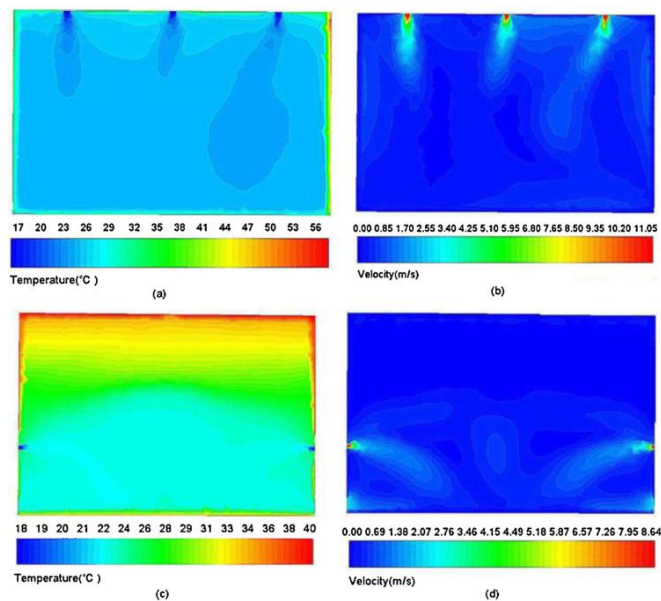 17 20 23 26 29 32 35 38 41 44 47 50 53 56
Temperature(℃ )
(a)
0.00 0.85 1.70 2.55 3.40 4.25 5.10 5.95 6.80 7.65 8.50 9.35 10.20 11.05
Velocity(m/s)
(b)
18 19 20 22 24 26 28 29 31 33 34 36 38 40
Temperature(℃ )
(c)
0.00 0.69 1.38 2.07 2.76 3.46 4.15 4.49 5.18 5.87 6.57 7.26 7.95 8.64
Velocity(m/s)
(d)